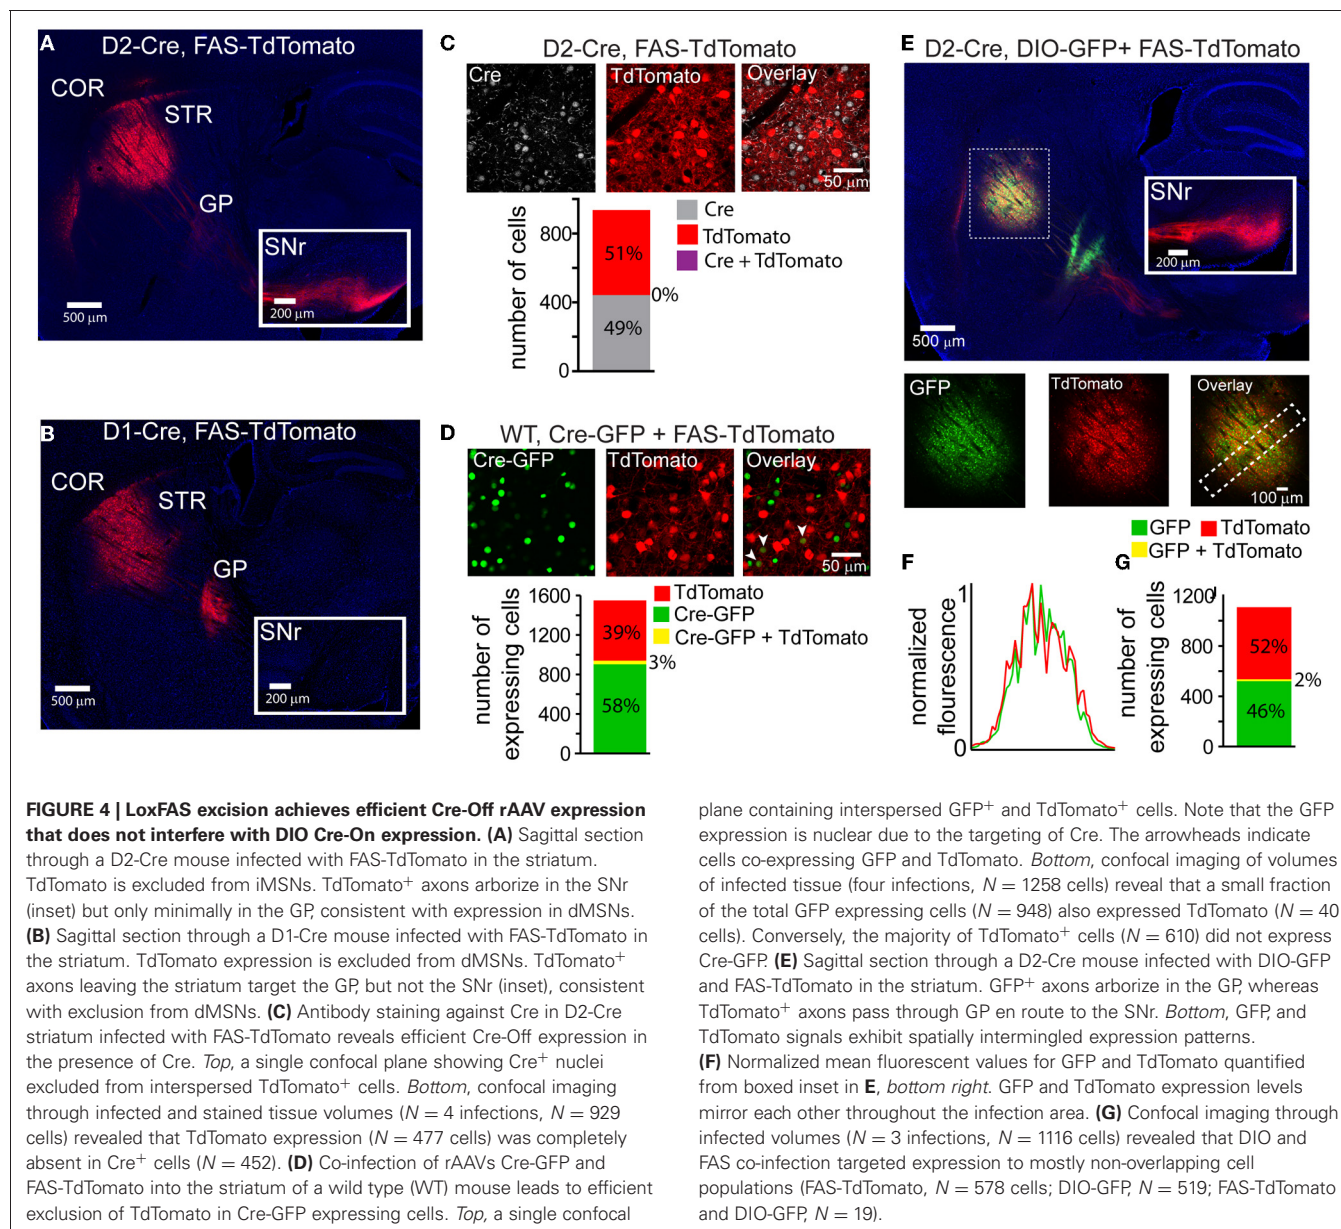 A
D2-Cre, FAS-TdTomato
COR
STR
GP
SNr
200 μm
500 μm
B
D1-Cre, FAS-TdTomato
COR
STR
GP
SNr
200 μm
500 μm
C
D2-Cre, FAS-TdTomato
Cre
TdTomato
Overlay
50 μm
number of cells
800
400
0
51%
0%
49%
Cre
TdTomato
Cre + TdTomato
D
WT, Cre-GFP + FAS-TdTomato
Cre-GFP
TdTomato
Overlay
50 μm
number of
expressing cells
1600
1200
800
400
0
39%
3%
58%
TdTomato
Cre-GFP
Cre-GFP + TdTomato
E
D2-Cre, DIO-GFP+ FAS-TdTomato
SNr
200 μm
500 μm
GFP
TdTomato
Overlay
100 μm
GFP
TdTomato
GFP + TdTomato
F
normalized
flourescence
1
0
G
number of
expressing cells
1200
800
400
0
52%
2%
46%
FIGURE 4 | LoxFAS excision achieves efficient Cre-Off rAAV expression
that does not interfere with DIO Cre-On expression. (A) Sagittal section
through a D2-Cre mouse infected with FAS-TdTomato in the striatum.
TdTomato is excluded from iMSNs. TdTomato+ axons arborize in the SNr
(inset) but only minimally in the GP, consistent with expression in dMSNs.
(B) Sagittal section through a D1-Cre mouse infected with FAS-TdTomato in
the striatum. TdTomato expression is excluded from dMSNs. TdTomato+
axons leaving the striatum target the GP, but not the SNr (inset), consistent
with exclusion from dMSNs. (C) Antibody staining against Cre in D2-Cre
striatum infected with FAS-TdTomato reveals efficient Cre-Off expression in
the presence of Cre. Top, a single confocal plane showing Cre+ nuclei
excluded from interspersed TdTomato+ cells. Bottom, confocal imaging
through infected and stained tissue volumes (N = 4 infections, N = 929
cells) revealed that TdTomato expression (N = 477 cells) was completely
absent in Cre+ cells (N = 452). (D) Co-infection of rAAVs Cre-GFP and
FAS-TdTomato into the striatum of a wild type (WT) mouse leads to efficient
exclusion of TdTomato in Cre-GFP expressing cells. Top, a single confocal
plane containing interspersed GFP+ and TdTomato+ cells. Note that the GFP
expression is nuclear due to the targeting of Cre. The arrowheads indicate
cells co-expressing GFP and TdTomato. Bottom, confocal imaging of volumes
of infected tissue (four infections, N = 1258 cells) reveal that a small fraction
of the total GFP expressing cells (N = 948) also expressed TdTomato (N = 40
cells). Conversely, the majority of TdTomato+ cells (N = 610) did not express
Cre-GFP. (E) Sagittal section through a D2-Cre mouse infected with DIO-GFP
and FAS-TdTomato in the striatum. GFP+ axons arborize in the GP, whereas
TdTomato+ axons pass through GP en route to the SNr. Bottom, GFP, and
TdTomato signals exhibit spatially intermingled expression patterns.
(F) Normalized mean fluorescent values for GFP and TdTomato quantified
from boxed inset in E, bottom right. GFP and TdTomato expression levels
mirror each other throughout the infection area. (G) Confocal imaging through
infected volumes (N = 3 infections, N = 1116 cells) revealed that DIO and
FAS co-infection targeted expression to mostly non-overlapping cell
populations (FAS-TdTomato, N = 578 cells; DIO-GFP, N = 519; FAS-TdTomato
and DIO-GFP, N = 19).